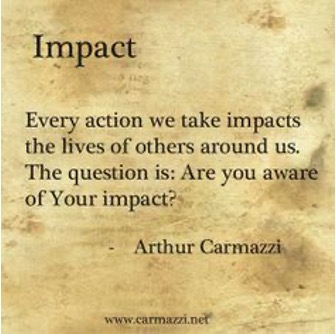 Impact
Every action we take impacts
the lives of others around us.
The question is: Are you aware
of Your impact?
- Arthur Carmazzi
www.carmazzi.net